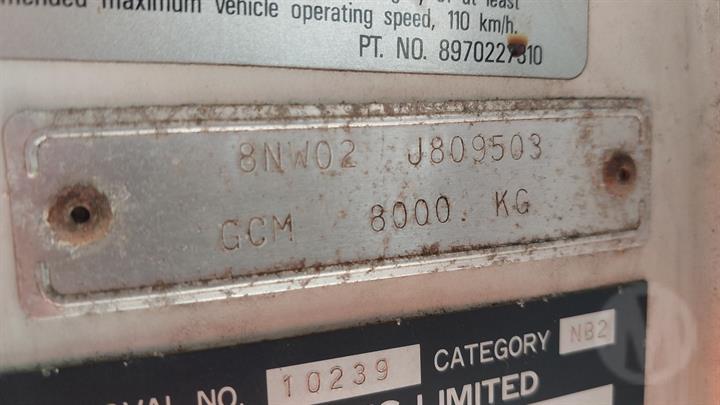 mended maximum vehicle operating speed, 110 km/h.
PT. NO. 8970227310
8NW02 J809503
GCM 8000. KG
CATEGORY NB2
NO. 10239
LIMITED